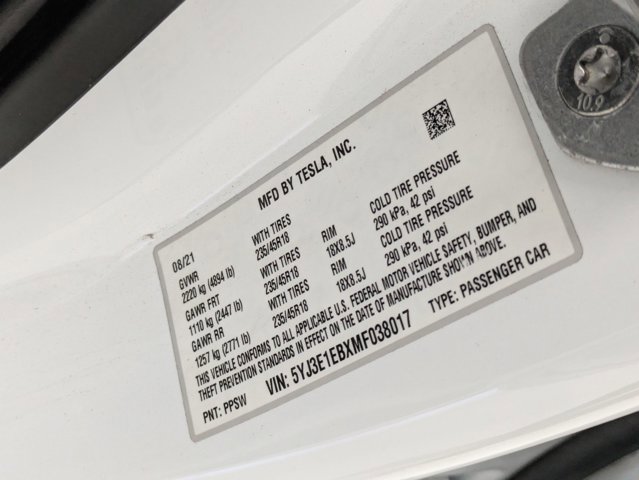 MFD BY TESLA, INC.
08/21
GVWR WITH TIRES RIM COLD TIRE PRESSURE
2220 kg (4894 lb) 235/45R18 18X8.5J 290 kPa, 42 psi
GAWR FRT WITH TIRES RIM COLD TIRE PRESSURE
1110 kg (2447 lb) 235/45R18 18X8.5J 290 kPa, 42 psi
GAWR RR WITH TIRES
1257 kg (2771 lb) 235/45R18
THIS VEHICLE CONFORMS TO ALL APPLICABLE U.S. FEDERAL MOTOR VEHICLE SAFETY, BUMPER, AND
THEFT PREVENTION STANDARDS IN EFFECT ON THE DATE OF MANUFACTURE SHOWN ABOVE.
VIN: 5YJ3E1EBXMF038017 TYPE: PASSENGER CAR
PNT: PPSW
10.9